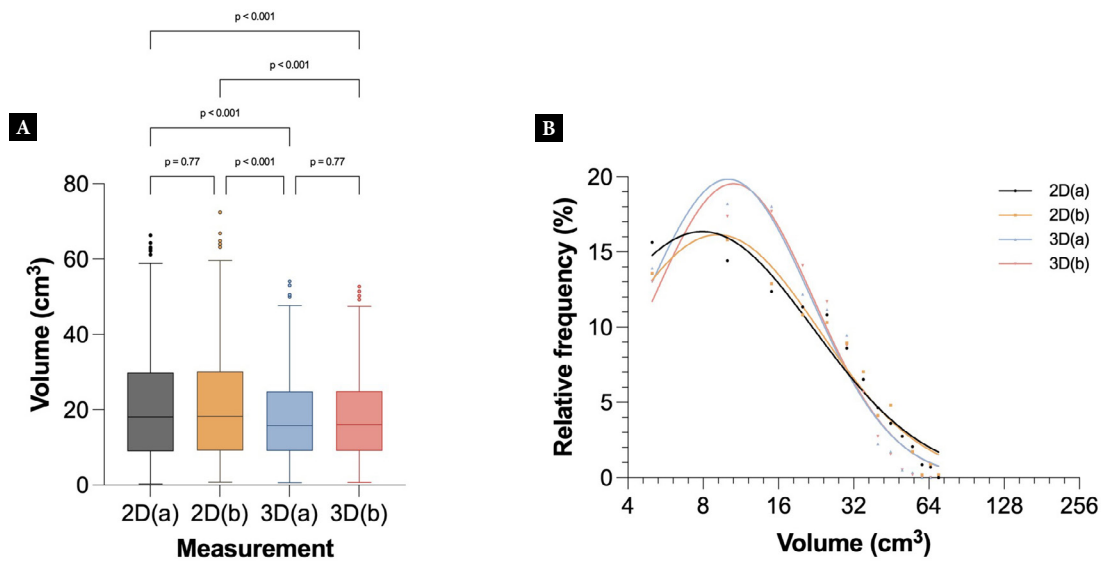 A
p < 0.001
p < 0.001
p < 0.001
p = 0.77
p < 0.001
p = 0.77
Volume (cm³)
80
60
40
20
0
2D(a)
2D(b)
3D(a)
3D(b)
Measurement
B
Relative frequency (%)
20
15
10
5
0
4
8
16
32
64
128
256
Volume (cm³)
2D(a)
2D(b)
3D(a)
3D(b)